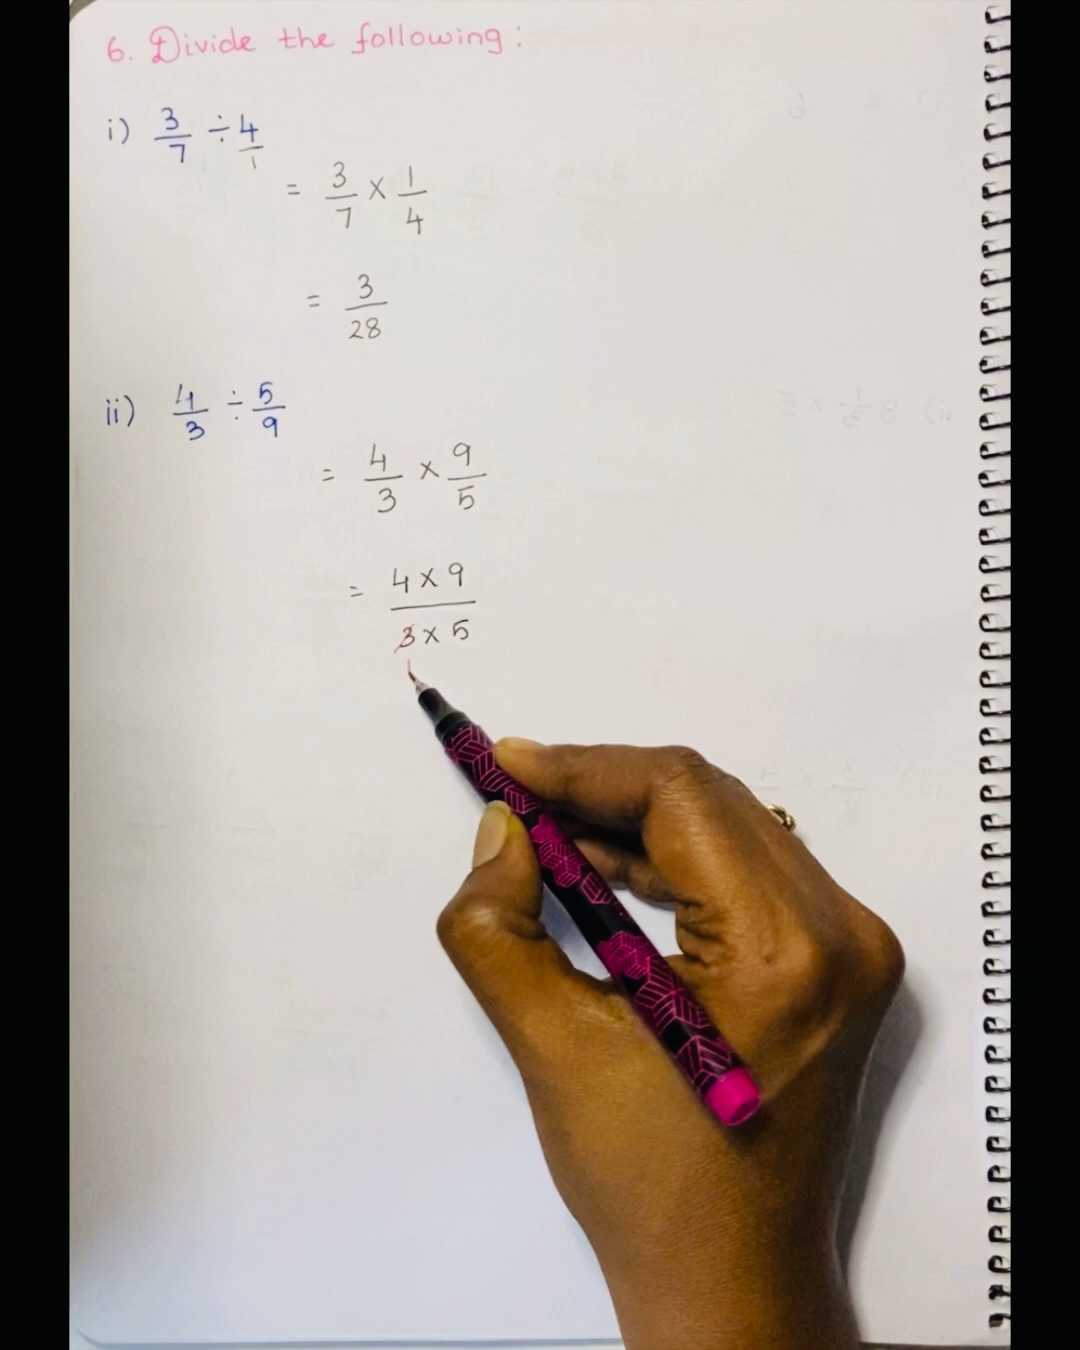 6. Divide the following:
i) 3/7 ÷ 4/1
= 3/7 × 1/4
= 3/28
ii) 4/3 ÷ 5/9
= 4/3 × 9/5
= 4 × 9 / 3 × 5
1